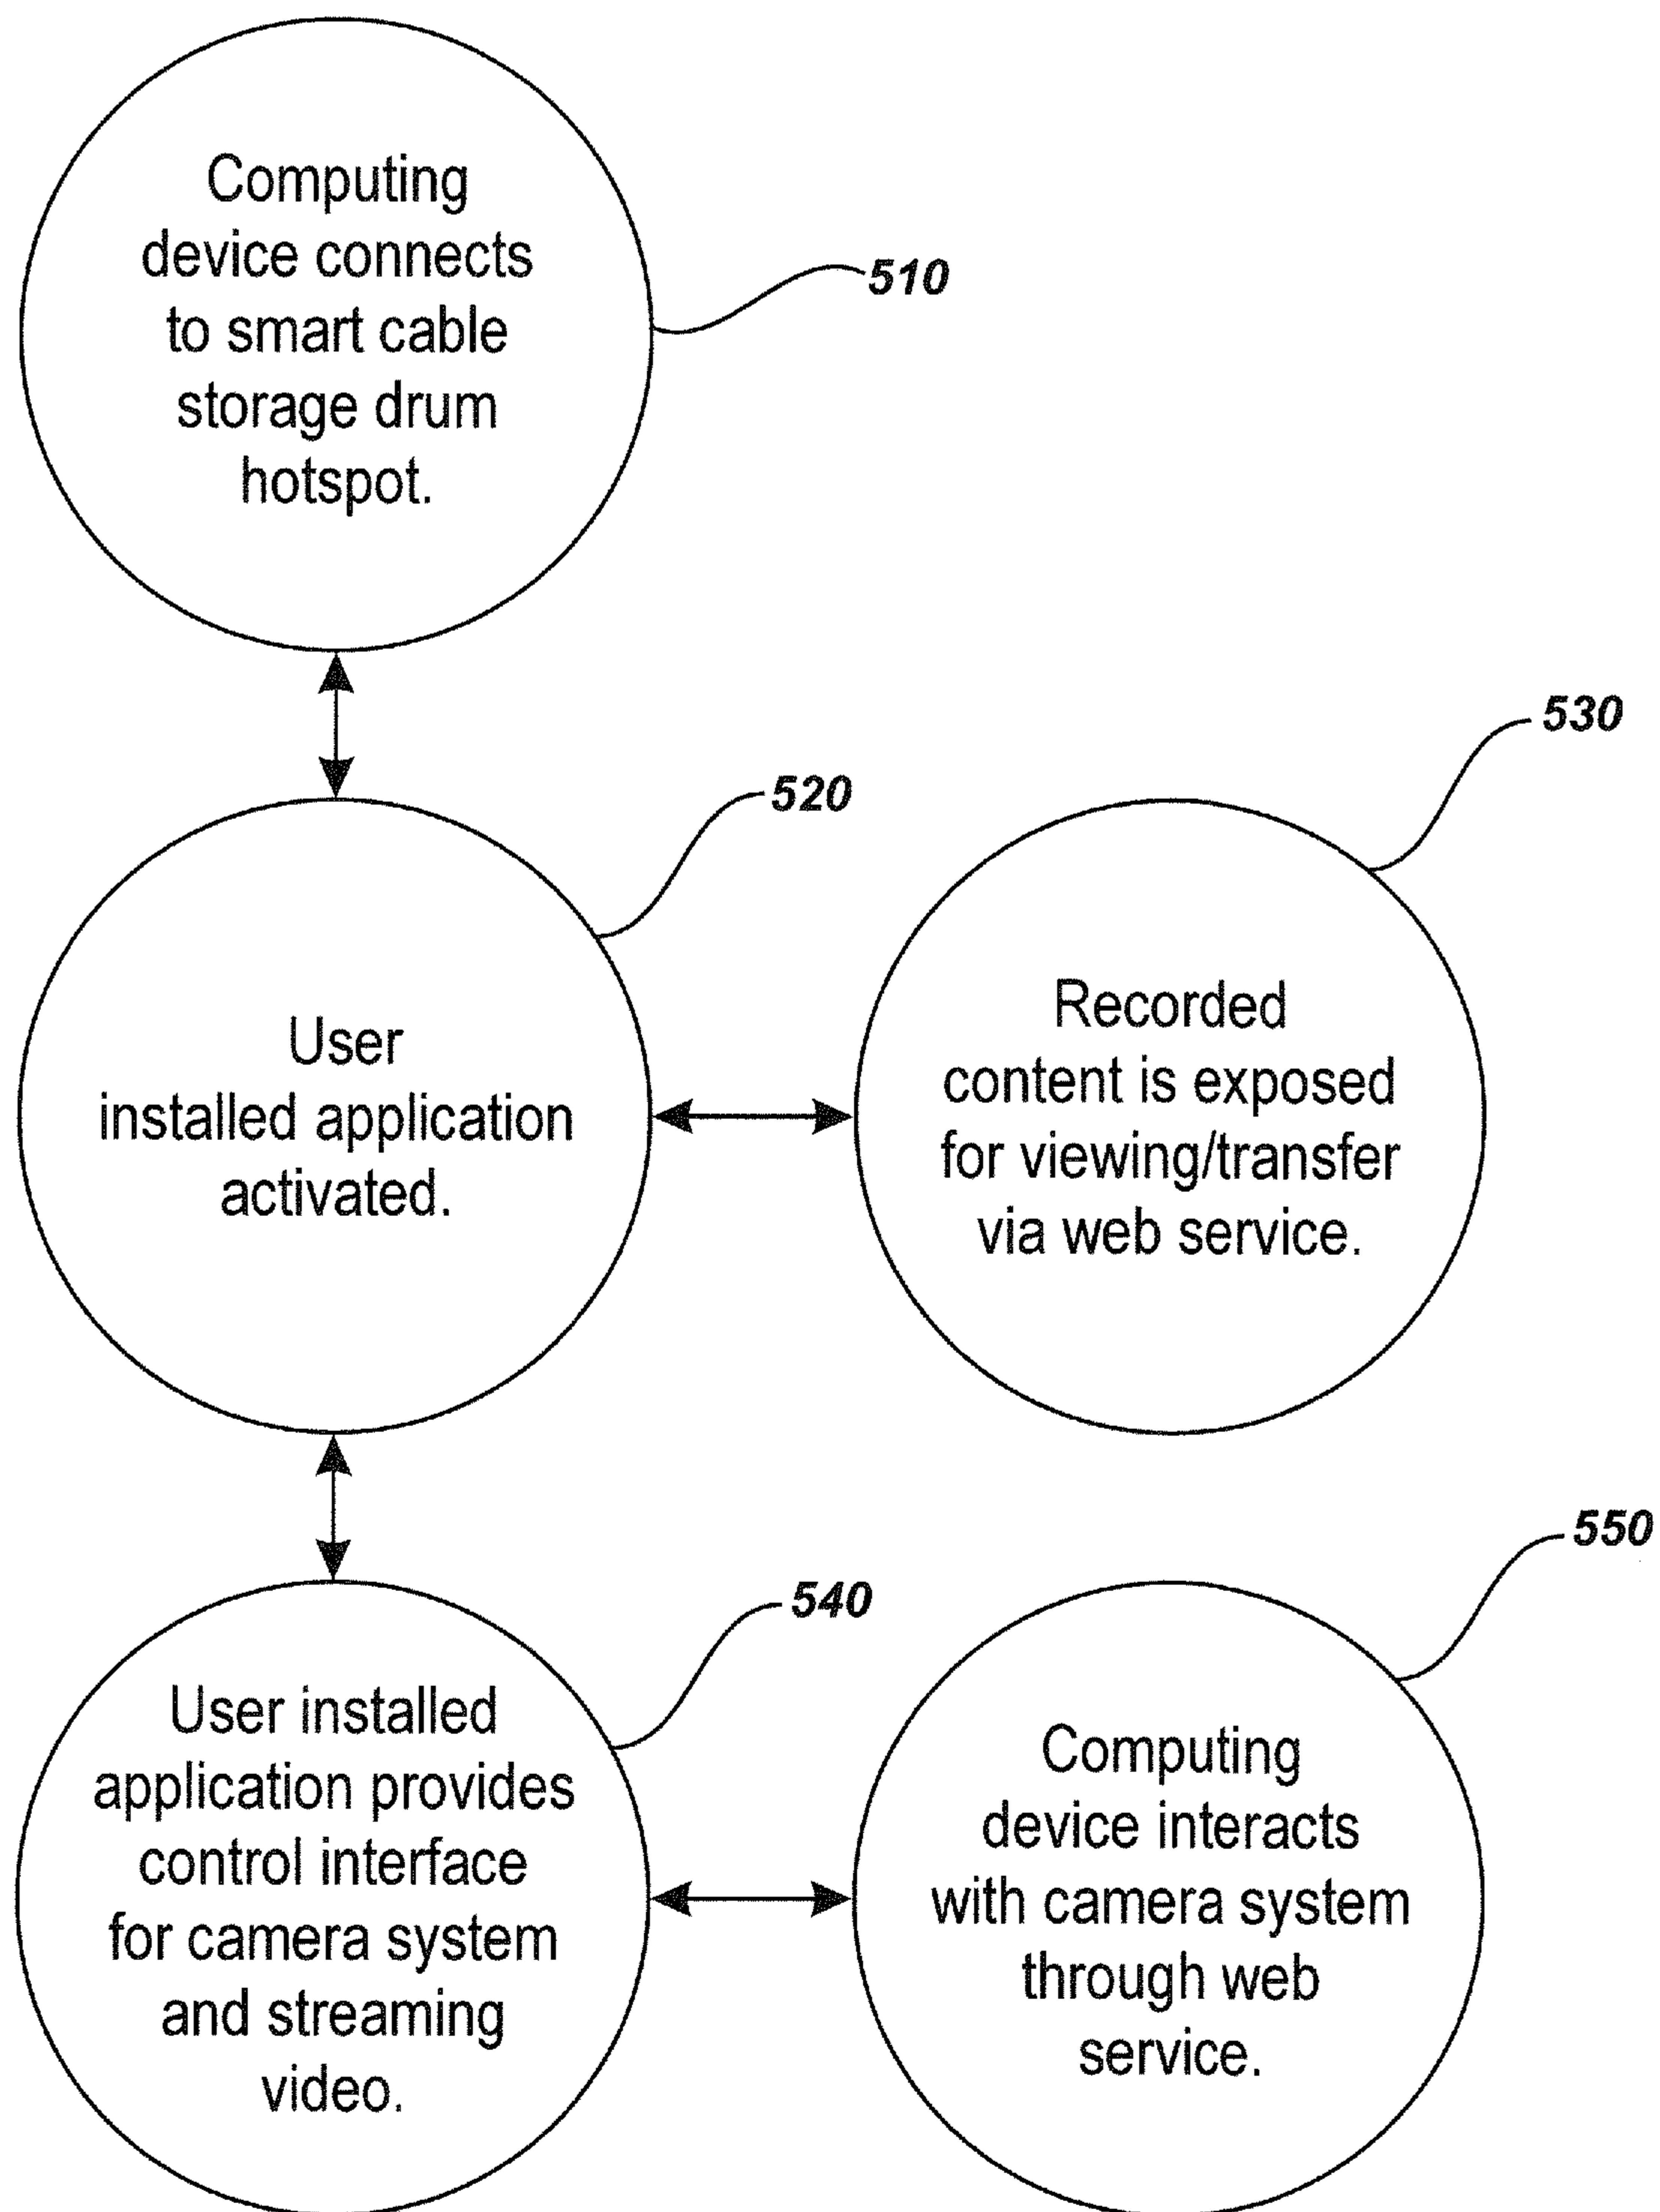 Computing
device connects
to smart cable
storage drum
hotspot.
510
520
User
installed application
activated.
530
Recorded
content is exposed
for viewing/transfer
via web service.
540
User installed
application provides
control interface
for camera system
and streaming
video.
550
Computing
device interacts
with camera system
through web
service.